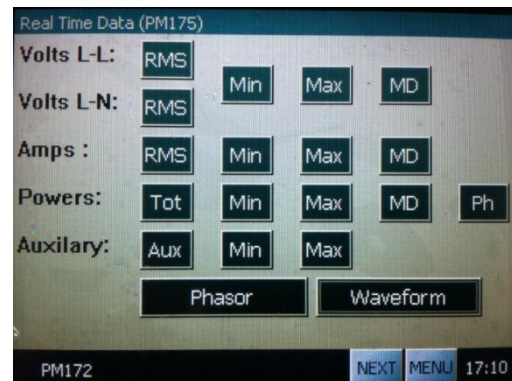 Real Time Data (PM175)
Volts L-L: RMS
Min Max MD
Volts L-N: RMS
Amps : RMS Min Max MD
Powers: Tot Min Max MD Ph
Auxilary: Aux Min Max
Phasor Waveform
PM172 NEXT MENU 17:10